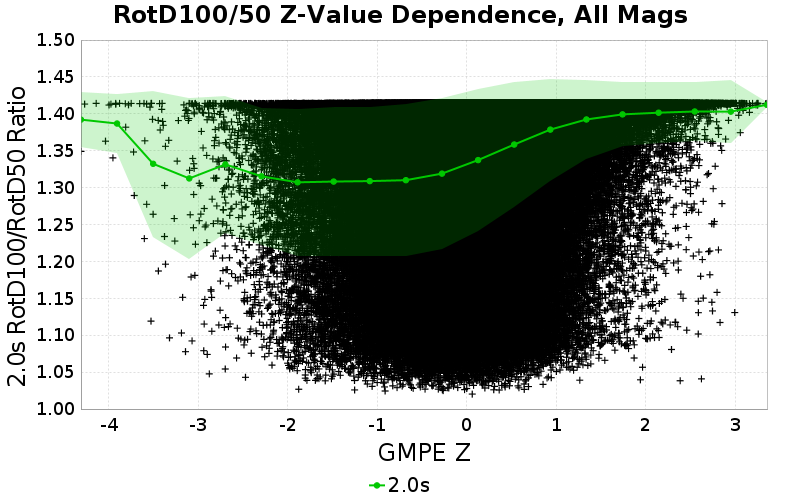 RotD100/50 Z-Value Dependence, All Mags
2.0s RotD100/RotD50 Ratio
1.50
1.45
1.40
1.35
1.30
1.25
1.20
1.15
1.10
1.05
1.00
-4 -3 -2 -1 0 1 2 3
GMPE Z
2.0s